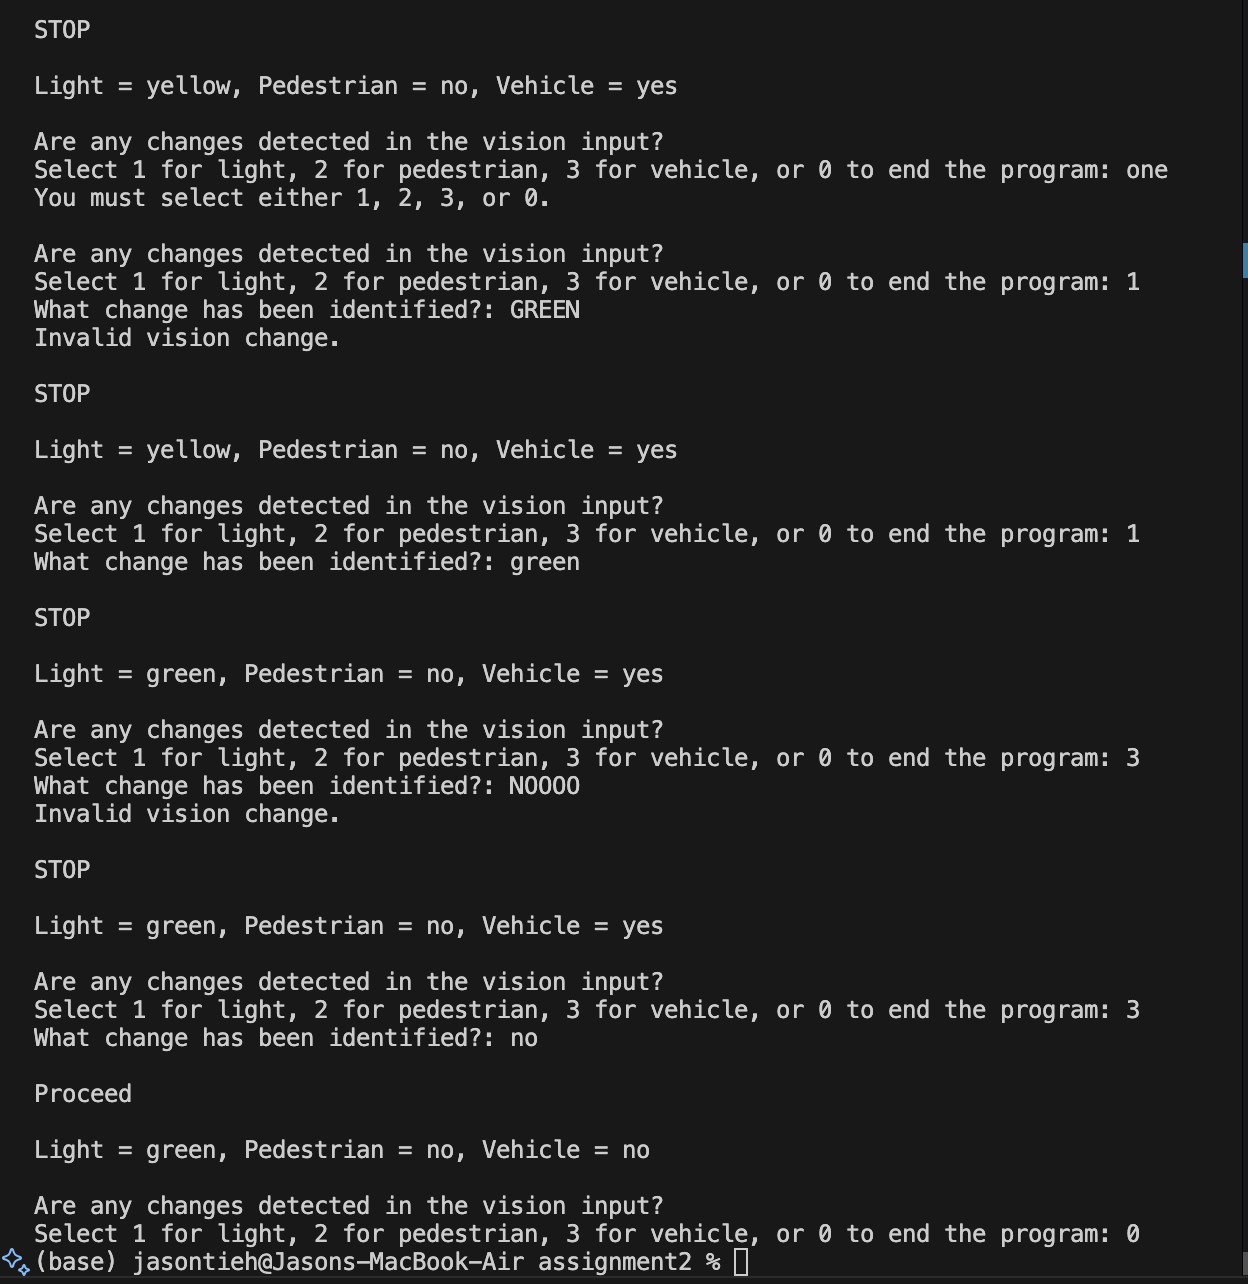 STOP
Light = yellow, Pedestrian = no, Vehicle = yes
Are any changes detected in the vision input?
Select 1 for light, 2 for pedestrian, 3 for vehicle, or 0 to end the program: one
You must select either 1, 2, 3, or 0.
Are any changes detected in the vision input?
Select 1 for light, 2 for pedestrian, 3 for vehicle, or 0 to end the program: 1
What change has been identified?: GREEN
Invalid vision change.
STOP
Light = yellow, Pedestrian = no, Vehicle = yes
Are any changes detected in the vision input?
Select 1 for light, 2 for pedestrian, 3 for vehicle, or 0 to end the program: 1
What change has been identified?: green
STOP
Light = green, Pedestrian = no, Vehicle = yes
Are any changes detected in the vision input?
Select 1 for light, 2 for pedestrian, 3 for vehicle, or 0 to end the program: 3
What change has been identified?: NOOOO
Invalid vision change.
STOP
Light = green, Pedestrian = no, Vehicle = yes
Are any changes detected in the vision input?
Select 1 for light, 2 for pedestrian, 3 for vehicle, or 0 to end the program: 3
What change has been identified?: no
Proceed
Light = green, Pedestrian = no, Vehicle = no
Are any changes detected in the vision input?
Select 1 for light, 2 for pedestrian, 3 for vehicle, or 0 to end the program: 0
(base) jasontieh@Jasons-MacBook-Air assignment2 %